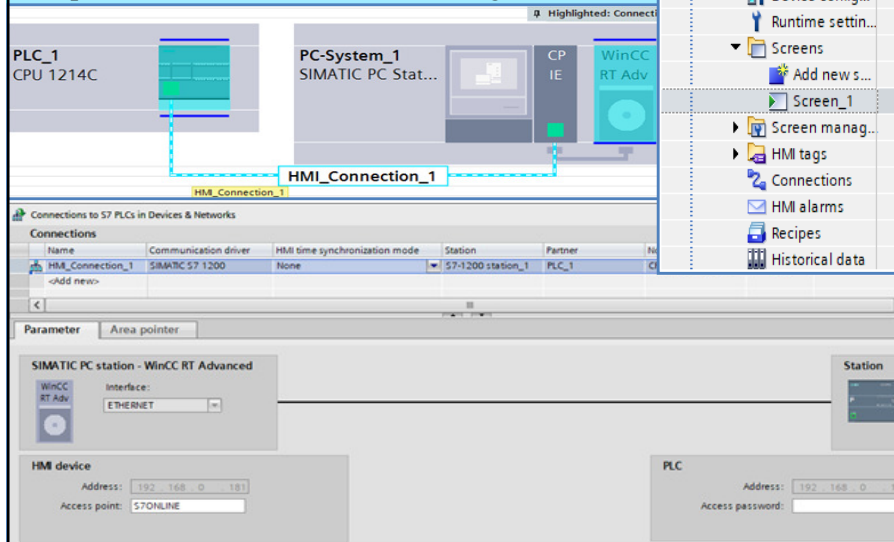 Highlighted: Connecti
PLC_1
CPU 1214C
PC-System_1
SIMATIC PC Stat...
CP
IE
WinCC
RT Adv
HMI_Connection_1
HMI_Connection_1
Runtime settin...
Screens
Add new s...
Screen_1
Screen manag...
HMI tags
Connections
HMI alarms
Recipes
Historical data
Connections to S7 PLCs in Devices & Networks
Connections
Name Communication driver HMI time synchronization mode Station Partner
HMI_Connection_1 SIMATIC S7 1200 None S7-1200 station_1 PLC_1
<Add new>
Parameter Area pointer
SIMATIC PC station - WinCC RT Advanced
WinCC
RT Adv
Interface:
ETHERNET
Station
HMI device
Address: 192 . 168 . 0 . 181
Access point: S7ONLINE
PLC
Address: 192 . 168 . 0 .
Access password: